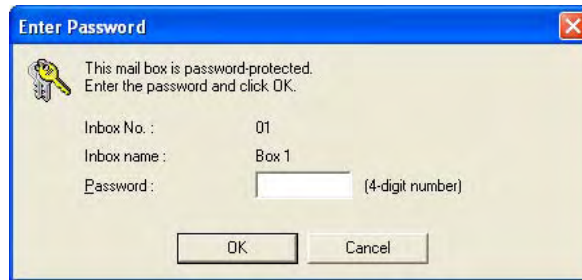 Enter Password
This mail box is password-protected.
Enter the password and click OK.
Inbox No. : 01
Inbox name : Box 1
Password : (4-digit number)
OK Cancel